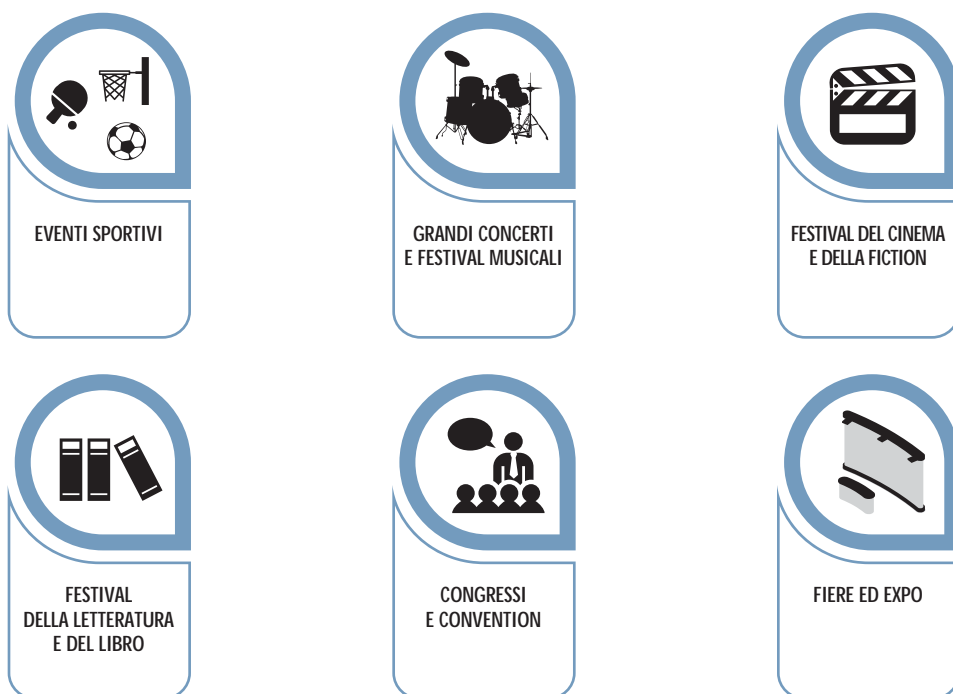 EVENTI SPORTIVI
GRANDI CONCERTI
E FESTIVAL MUSICALI
FESTIVAL DEL CINEMA
E DELLA FICTION
FESTIVAL
DELLA LETTERATURA
E DEL LIBRO
CONGRESSI
E CONVENTION
FIERE ED EXPO